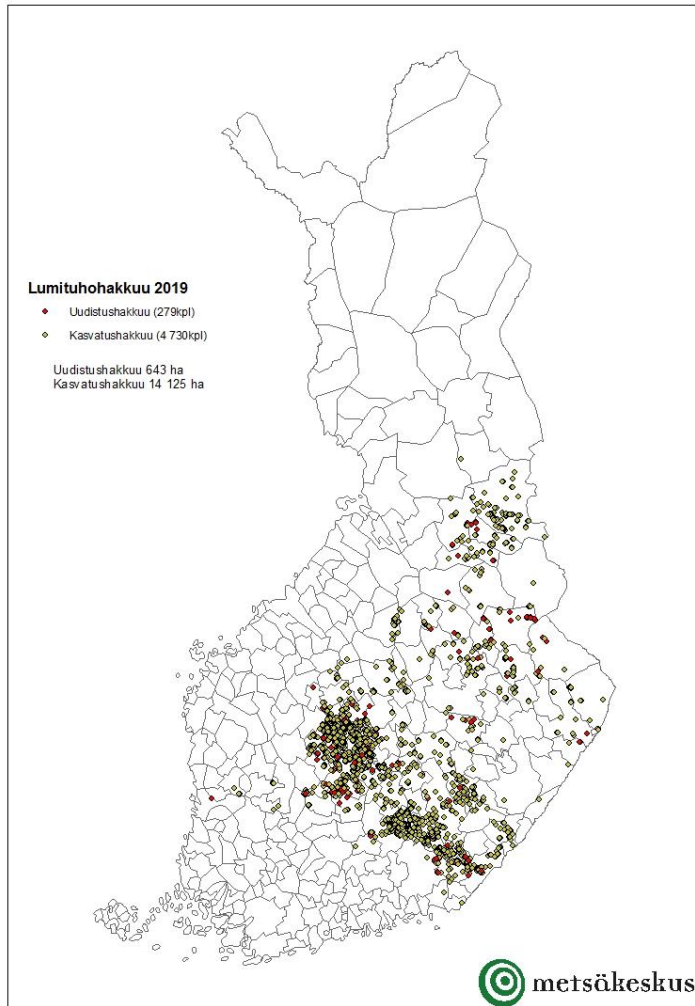 Lumituhohakkuu 2019
Uudistushakkuu (279kpl)
Kasvatushakkuu (4 730kpl)
Uudistushakkuu 643 ha
Kasvatushakkuu 14 125 ha
metsäkeskus